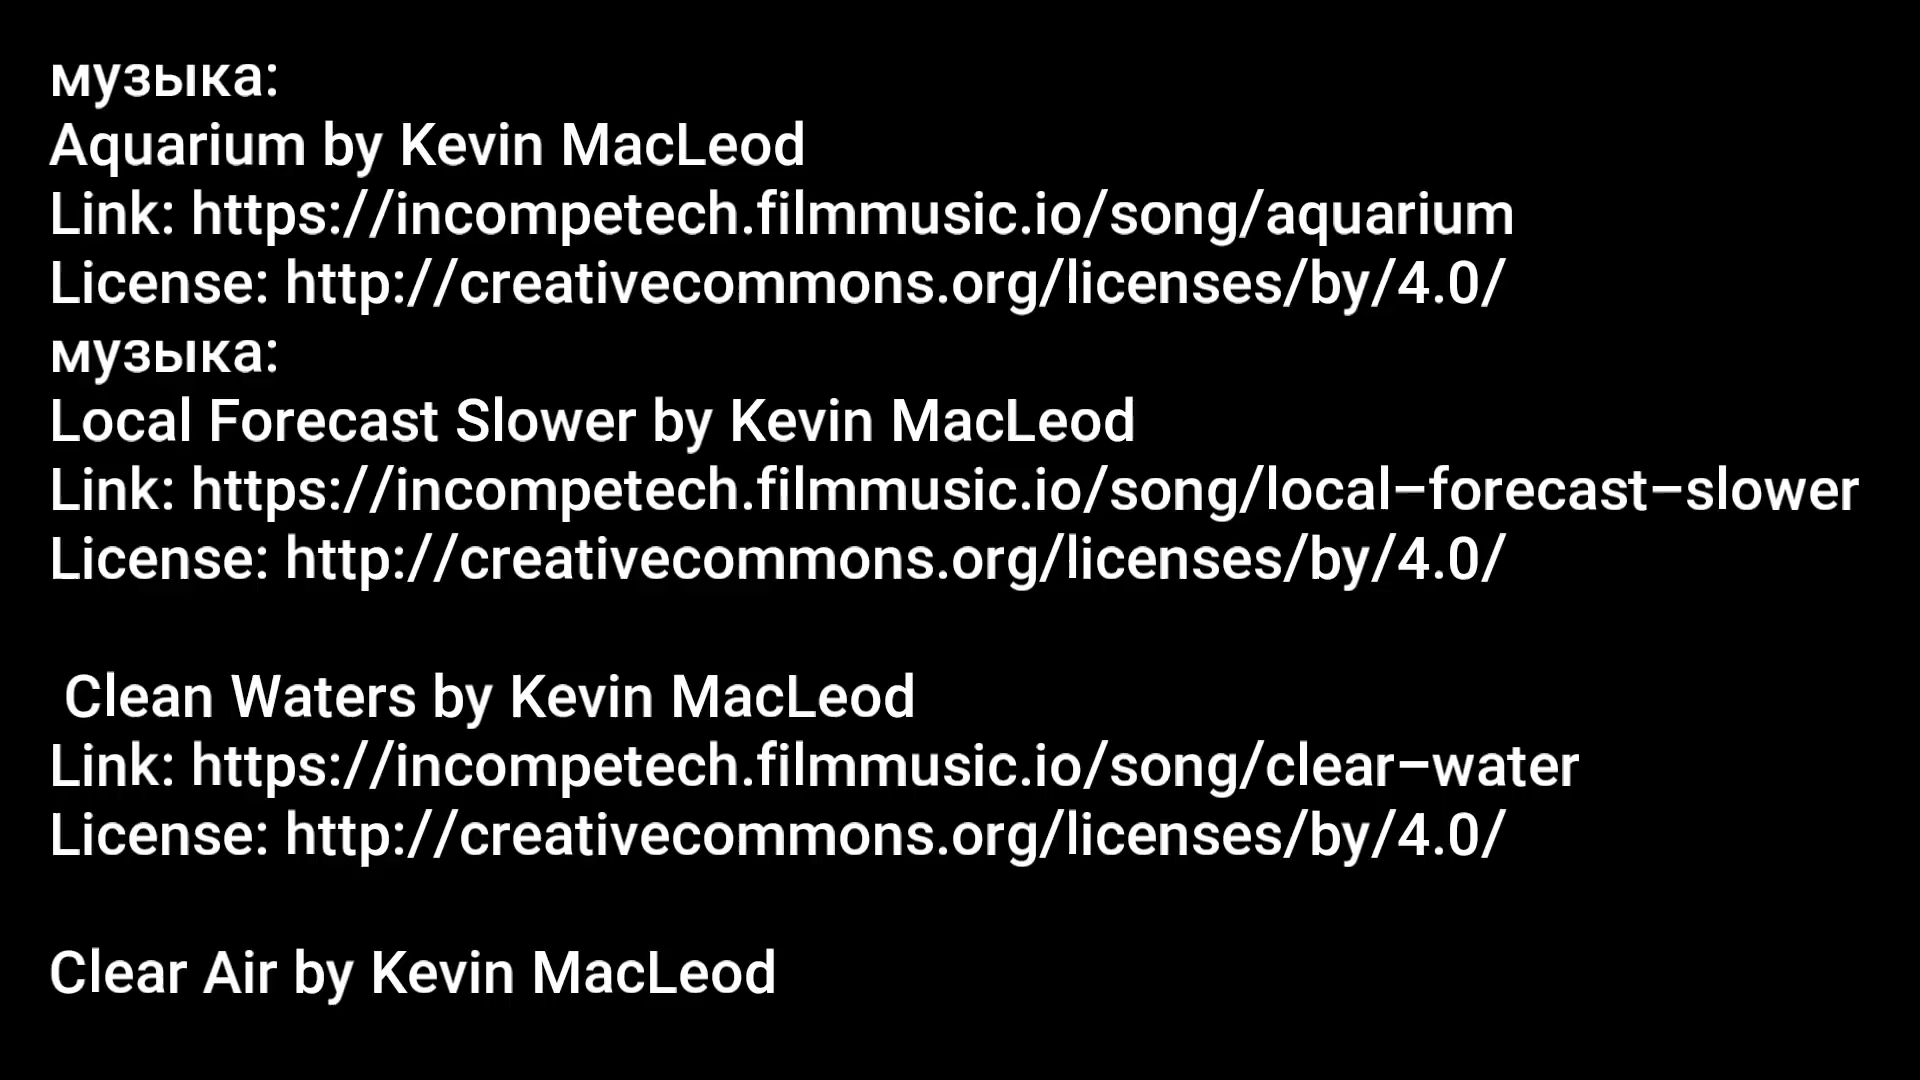 музыка:
Aquarium by Kevin MacLeod
Link: https://incompetech.filmmusic.io/song/aquarium
License: http://creativecommons.org/licenses/by/4.0/
музыка:
Local Forecast Slower by Kevin MacLeod
Link: https://incompetech.filmmusic.io/song/local–forecast–slower
License: http://creativecommons.org/licenses/by/4.0/
Clean Waters by Kevin MacLeod
Link: https://incompetech.filmmusic.io/song/clear–water
License: http://creativecommons.org/licenses/by/4.0/
Clear Air by Kevin MacLeod